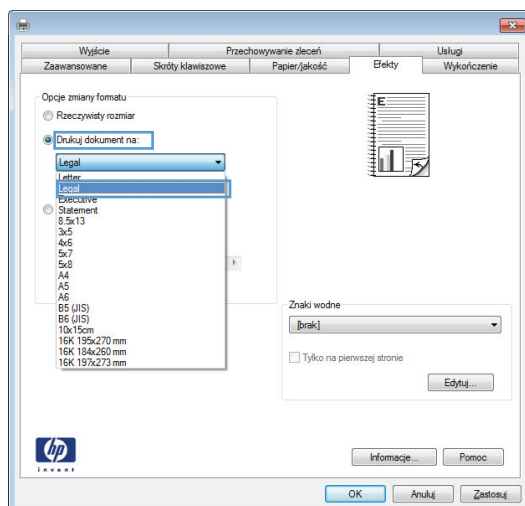 Wyjście
Przechowywanie zleceń
Usługi
Zaawansowane
Skróty klawiszowe
Papier/jakość
Efekty
Wykończenie
Opcje zmiany formatu
Rzeczywisty rozmiar
Drukuj dokument na:
Legal
Letter
Legal
Executive
Statement
8.5x13
3x5
4x6
5x7
5x8
A4
A5
A6
B5 (JIS)
B6 (JIS)
10x15cm
16K 195x270 mm
16K 184x260 mm
16K 197x273 mm
E
Znaki wodne
[brak]
Tylko na pierwszej stronie
Edytuj...
hp
invent
Informacje...
Pomoc
OK
Anuluj
Zastosuj